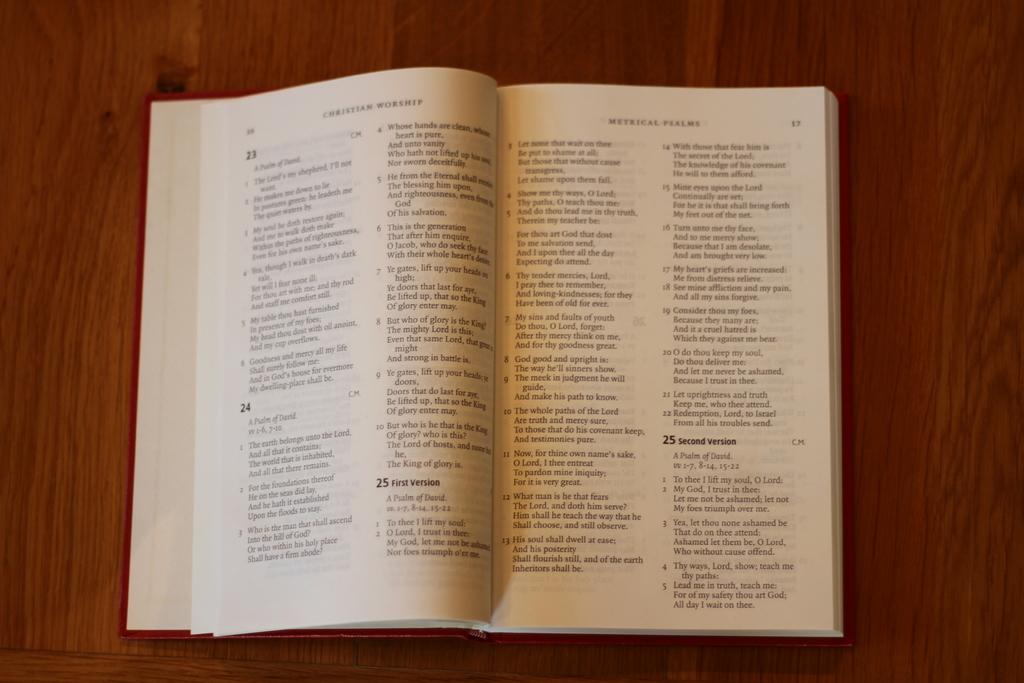 16
CHRISTIAN WORSHIP
C.M.
23
A Psalm of David.
1 The Lord's my shepherd, I'll not
want.
2 He makes me down to lie
In pastures green: he leadeth me
The quiet waters by.
3 My soul he doth restore again;
And me to walk doth make
Within the paths of righteousness,
Even for his own name's sake.
4 Yea, though I walk in death's dark
vale,
Yet will I fear none ill:
For thou art with me; and thy rod
And staff me comfort still.
5 My table thou hast furnished
In presence of my foes;
My head thou dost with oil anoint,
And my cup overflows.
6 Goodness and mercy all my life
Shall surely follow me:
And in God's house for evermore
My dwelling-place shall be.
C.M.
24
A Psalm of David.
vv 1-6, 7-10.
1 The earth belongs unto the Lord,
And all that it contains;
The world that is inhabited,
And all that there remains.
2 For the foundations thereof
He on the seas did lay,
And he hath it established
Upon the floods to stay.
3 Who is the man that shall ascend
Into the hill of God?
Or who within his holy place
Shall have a firm abode?
4 Whose hands are clean, whose
heart is pure,
And unto vanity
Who hath not lifted up his soul,
Nor sworn deceitfully.
5 He from the Eternal shall receive
The blessing him upon,
And righteousness, even from the
God
Of his salvation.
6 This is the generation
That after him enquire,
O Jacob, who do seek thy face
With their whole heart's desire.
7 Ye gates, lift up your heads on
high;
Ye doors that last for aye,
Be lifted up, that so the King
Of glory enter may.
8 But who of glory is the King?
The mighty Lord is this;
Even that same Lord, that great in
might
And strong in battle is.
9 Ye gates, lift up your heads; ye
doors,
Doors that do last for aye,
Be lifted up, that so the King
Of glory enter may.
10 But who is he that is the King
Of glory? who is this?
The Lord of hosts, and none but
he,
The King of glory is.
25 First Version
A Psalm of David.
vv. 1-7, 8-14, 15-22
1 To thee I lift my soul:
2 O Lord, I trust in thee:
My God, let me not be ashamed
Nor foes triumph o'er me.
METRICAL PSALMS
17
3 Let none that wait on thee
Be put to shame at all;
But those that without cause
transgress,
Let shame upon them fall.
4 Show me thy ways, O Lord;
Thy paths, O teach thou me:
5 And do thou lead me in thy truth,
Therein my teacher be:
For thou art God that dost
To me salvation send,
And I upon thee all the day
Expecting do attend.
6 Thy tender mercies, Lord,
I pray thee to remember,
And loving-kindnesses; for they
Have been of old for ever.
7 My sins and faults of youth
Do thou, O Lord, forget:
After thy mercy think on me,
And for thy goodness great.
8 God good and upright is:
The way he'll sinners show.
9 The meek in judgment he will
guide,
And make his path to know.
10 The whole paths of the Lord
Are truth and mercy sure,
To those that do his covenant keep,
And testimonies pure.
11 Now, for thine own name's sake,
O Lord, I thee entreat
To pardon mine iniquity;
For it is very great.
12 What man is he that fears
The Lord, and doth him serve?
Him shall he teach the way that he
Shall choose, and still observe.
13 His soul shall dwell at ease;
And his posterity
Shall flourish still, and of the earth
Inheritors shall be.
14 With those that fear him is
The secret of the Lord;
The knowledge of his covenant
He will to them afford.
15 Mine eyes upon the Lord
Continually are set;
For he it is that shall bring forth
My feet out of the net.
16 Turn unto me thy face,
And to me mercy show;
Because that I am desolate,
And am brought very low.
17 My heart's griefs are increased:
Me from distress relieve.
18 See mine affliction and my pain,
And all my sins forgive.
19 Consider thou my foes,
Because they many are;
And it a cruel hatred is
Which they against me bear.
20 O do thou keep my soul,
Do thou deliver me:
And let me never be ashamed,
Because I trust in thee.
21 Let uprightness and truth
Keep me, who thee attend.
22 Redemption, Lord, to Israel
From all his troubles send.
25 Second Version
C.M.
A Psalm of David.
vv 1-7, 8-14, 15-22
1 To thee I lift my soul, O Lord:
2 My God, I trust in thee:
Let me not be ashamed; let not
My foes triumph over me.
3 Yea, let thou none ashamed be
That do on thee attend:
Ashamed let them be, O Lord,
Who without cause offend.
4 Thy ways, Lord, show; teach me
thy paths:
5 Lead me in truth, teach me:
For of my safety thou art God;
All day I wait on thee.